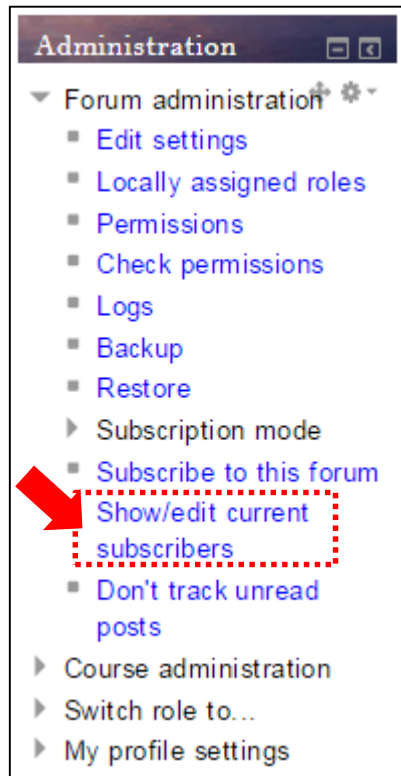 Administration
Forum administration
Edit settings
Locally assigned roles
Permissions
Check permissions
Logs
Backup
Restore
Subscription mode
Subscribe to this forum
Show/edit current
subscribers
Don't track unread
posts
Course administration
Switch role to...
My profile settings